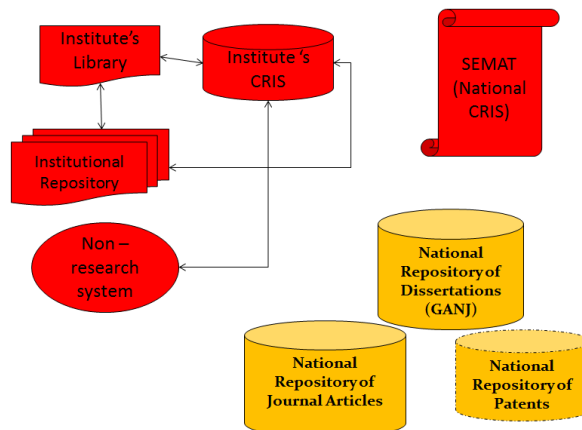 Institute's
Library
Institute 's
CRIS
SEMAT
(National
CRIS)
Institutional
Repository
Non –
research
system
National
Repository of
Dissertations
(GANJ)
National
Repository of
Journal Articles
National
Repository of
Patents